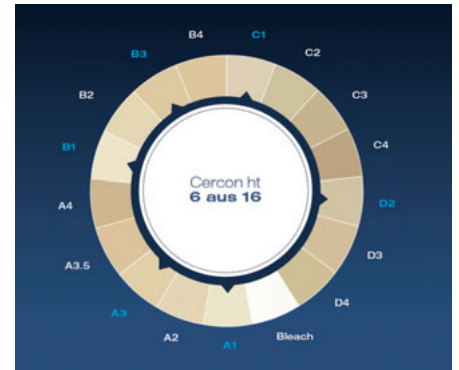 B4
C1
B3
C2
B2
C3
B1
C4
Cercon ht
6 aus 16
A4
D2
A3.5
D3
A3
D4
A2
A1
Bleach